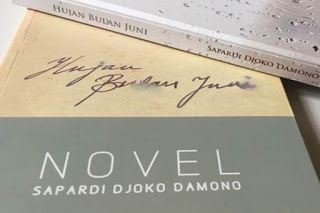 HUJAN BULAN JUNI
SAPARDI DJOKO DAMONO
Hujan
Bulan Juni
NOVEL
SAPARDI DJOKO DAMONO